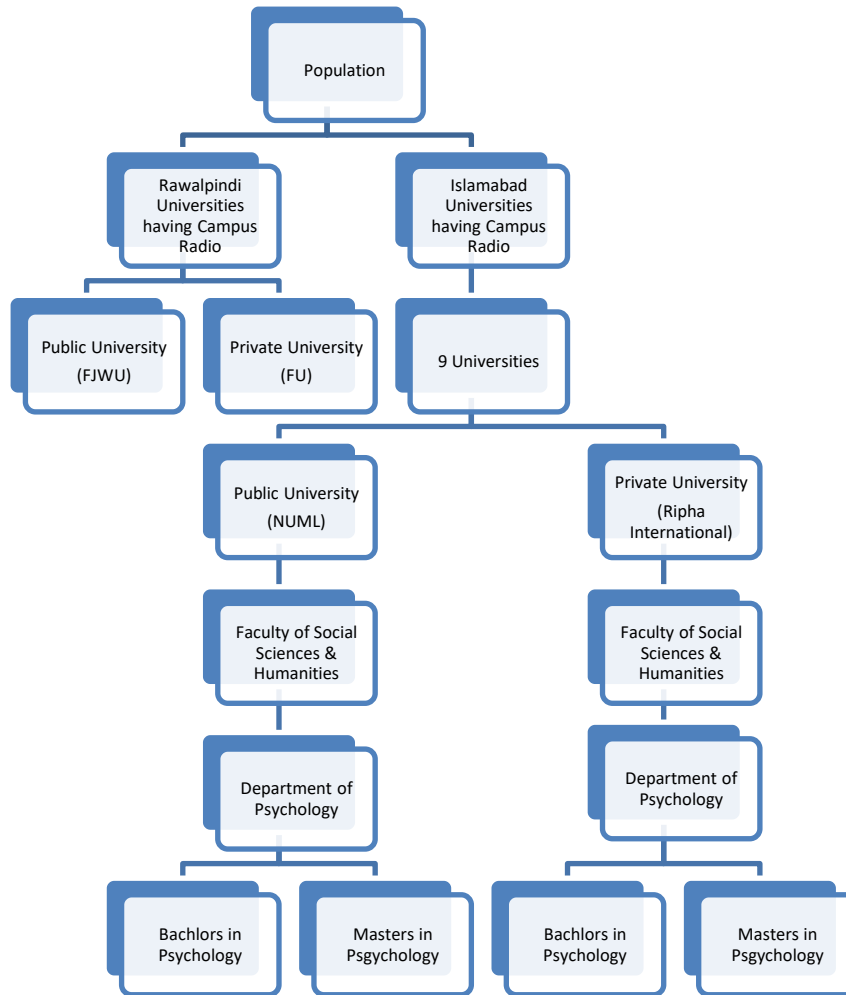 Population
Rawalpindi
Universities
having Campus
Radio
Islamabad
Universities
having Campus
Radio
Public University
(FJWU)
Private University
(FU)
9 Universities
Public University
(NUML)
Private University
(Ripha
International)
Faculty of Social
Sciences &
Humanities
Faculty of Social
Sciences &
Humanities
Department of
Psychology
Department of
Psychology
Bachlors in
Psychology
Masters in
Psgychology
Bachlors in
Psychology
Masters in
Psgychology